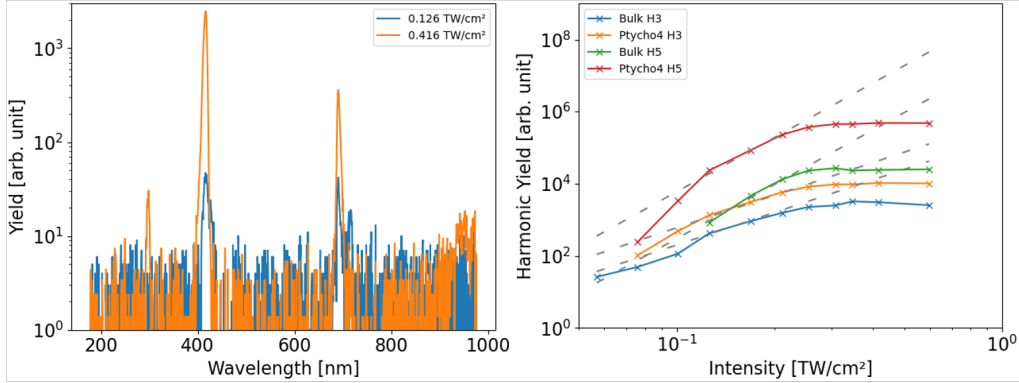 0.126 TW/cm²
0.416 TW/cm²
Yield [arb. unit]
10³
10²
10¹
10⁰
200
400
600
800
1000
Wavelength [nm]
Bulk H3
Ptycho4 H3
Bulk H5
Ptycho4 H5
Harmonic Yield [arb. unit]
10⁸
10⁶
10⁴
10²
10⁰
10⁻¹
10⁰
Intensity [TW/cm²]